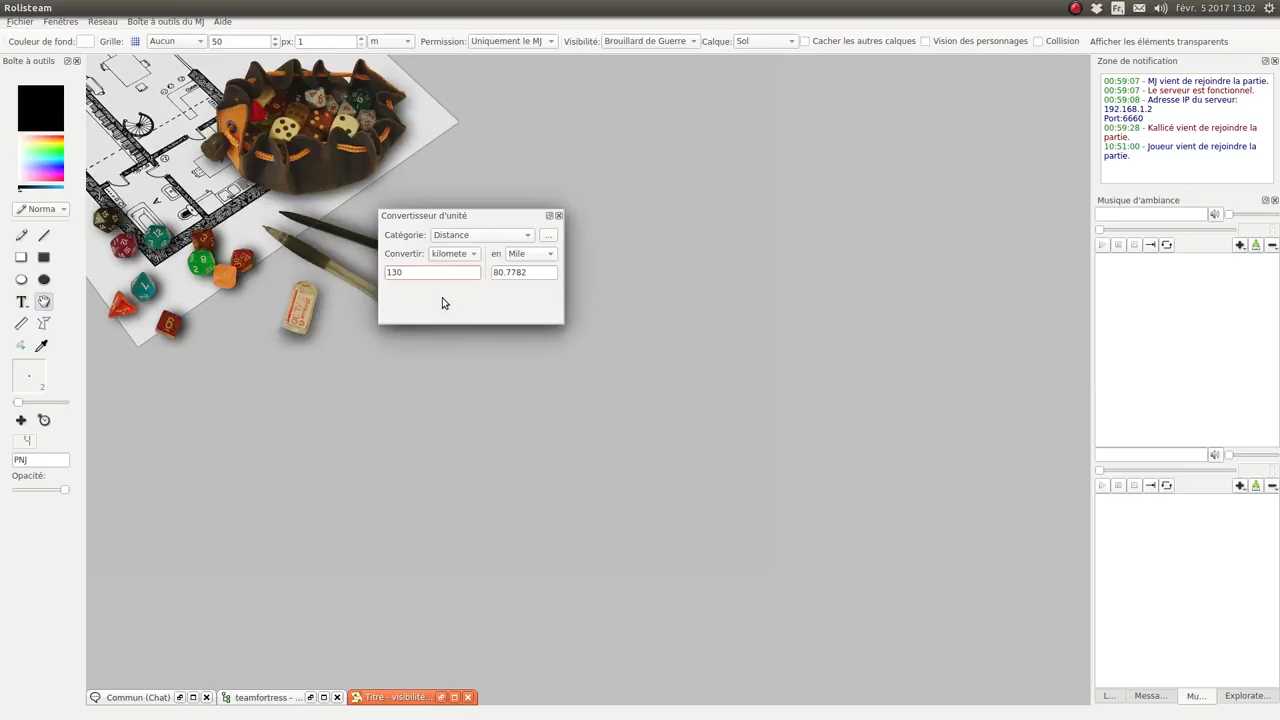 Rolisteam
Fr
févr. 5 2017 13:02
Fichier Fenêtres Réseau Boîte à outils du MJ Aide
Couleur de fond: Grille: Aucun 50 px: 1 m Permission: Uniquement le MJ Visibilité: Brouillard de Guerre Calque: Sol Cacher les autres calques Vision des personnages Collision Afficher les éléments transparents
Boîte à outils
Norma
2
PNJ
Opacité:
Convertisseur d'unité
Catégorie: Distance ...
Convertir: kilomete en Mile
130 80.7782
Zone de notification
00:59:07 - MJ vient de rejoindre la partie.
00:59:07 - Le serveur est fonctionnel.
00:59:08 - Adresse IP du serveur:
192.168.1.2
Port:6660
00:59:28 - Kallicé vient de rejoindre la
partie.
10:51:00 - Joueur vient de rejoindre la
partie.
Musique d'ambiance
Commun (Chat) teamfortress - ... Titre - visibilité...
L... Messa... Mu... Explorate...